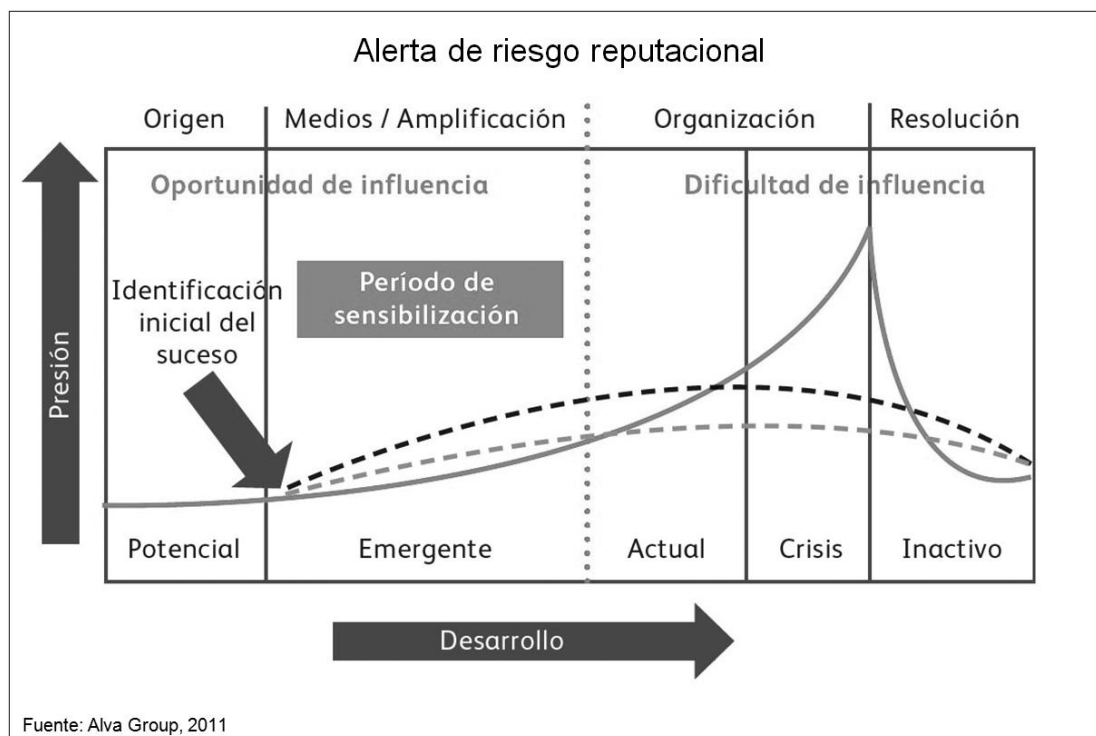 Alerta de riesgo reputacional
Origen
Medios / Amplificación
Organización
Resolución
Oportunidad de influencia
Dificultad de influencia
Identificación
inicial del
suceso
Período de
sensibilización
Presión
Potencial
Emergente
Actual
Crisis
Inactivo
Desarrollo
Fuente: Alva Group, 2011